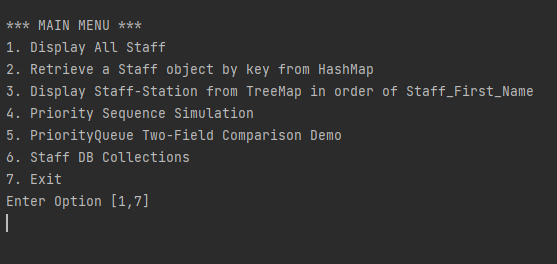 *** MAIN MENU ***
1. Display All Staff
2. Retrieve a Staff object by key from HashMap
3. Display Staff-Station from TreeMap in order of Staff_First_Name
4. Priority Sequence Simulation
5. PriorityQueue Two-Field Comparison Demo
6. Staff DB Collections
7. Exit
Enter Option [1,7]